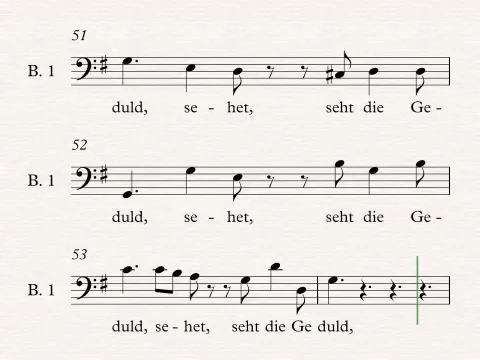 51
B. 1
duld, se - het, seht die Ge -
52
B. 1
duld, se - het, seht die Ge -
53
B. 1
duld, se - het, seht die Ge duld,